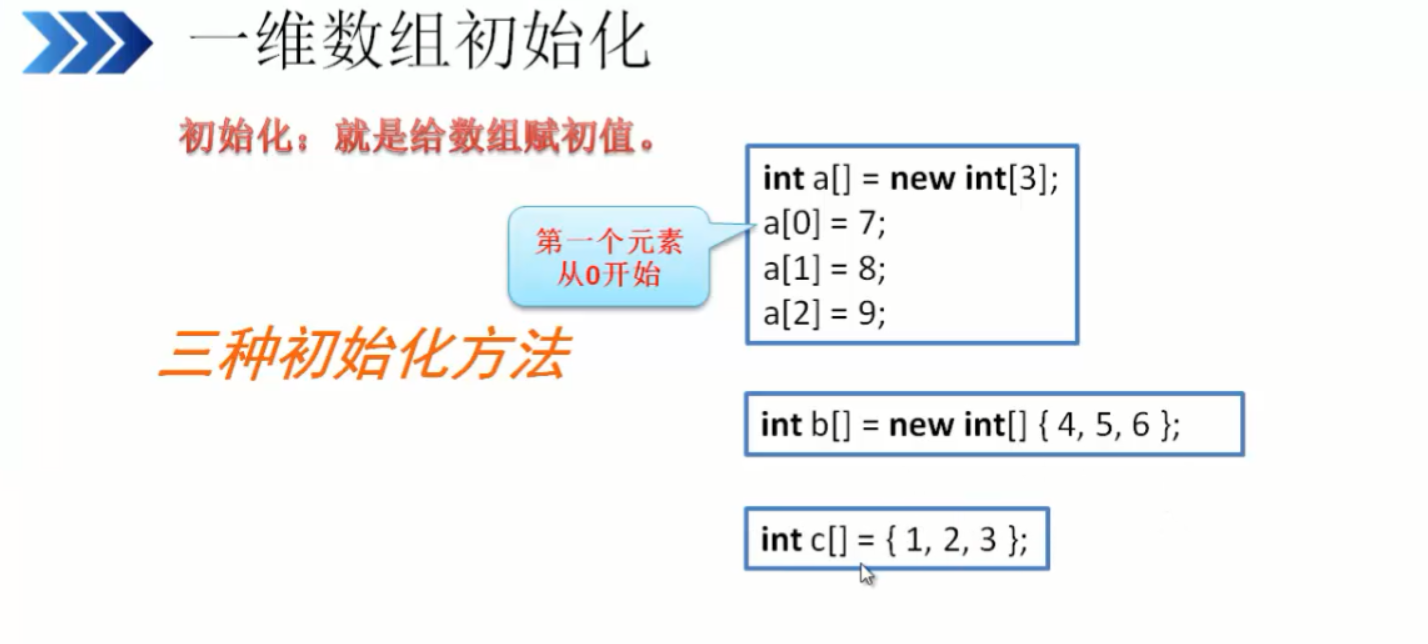 一维数组初始化
初始化：就是给数组赋初值。
int a[] = new int[3];
a[0] = 7;
a[1] = 8;
a[2] = 9;
第一个元素
从0开始
三种初始化方法
int b[] = new int[] { 4, 5, 6 };
int c[] = { 1, 2, 3 };